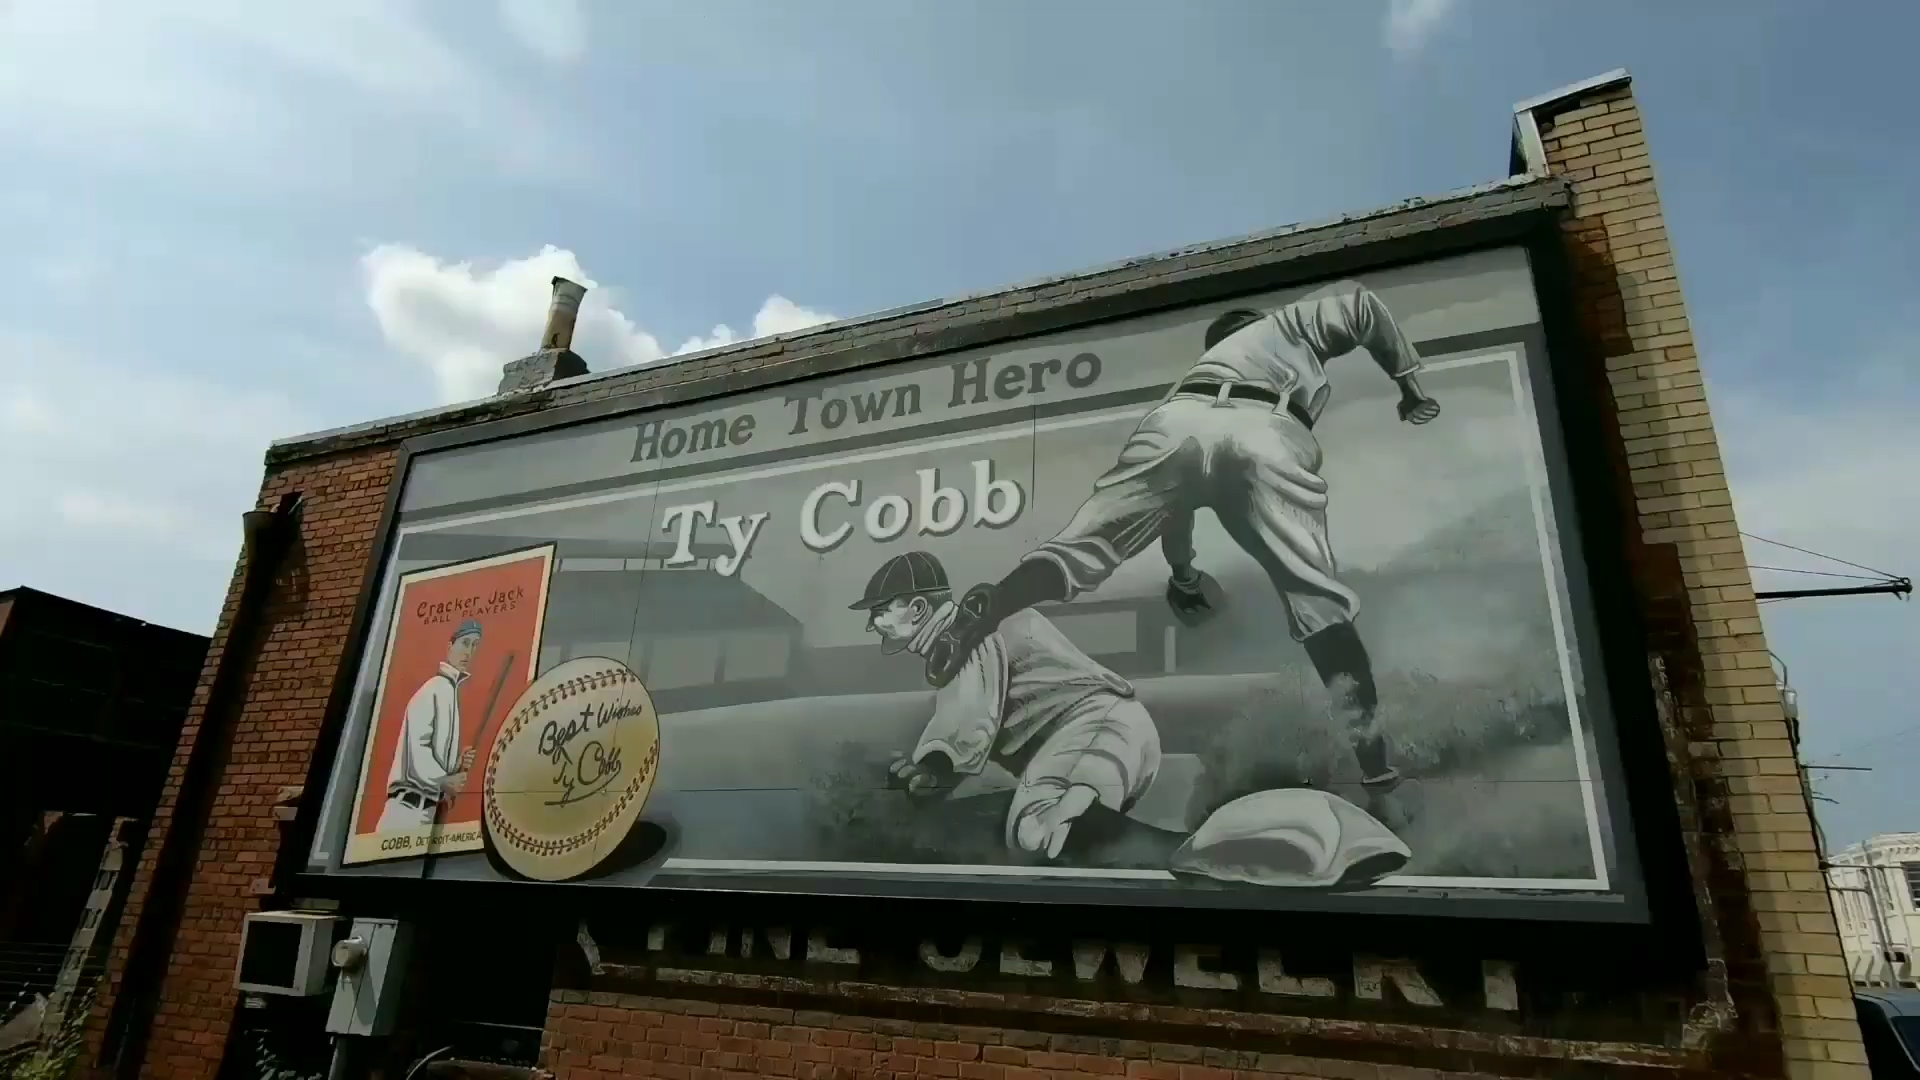 Home Town Hero
Ty Cobb
Cracker Jack
BALL PLAYERS
Best Wishes
Ty Cobb
COBB, DETROIT-AMERICA
FINE JEWELRY